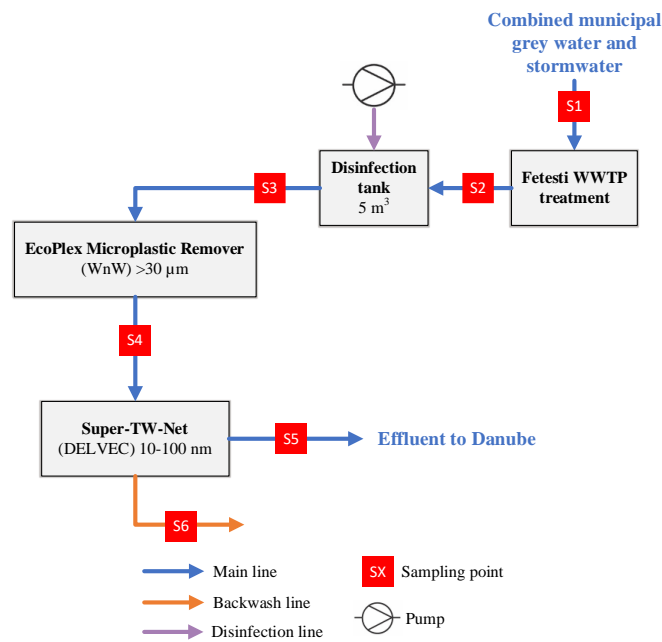 Combined municipal
grey water and
stormwater
S1
Disinfection
tank
5 m³
S2
Fetesti WWTP
treatment
S3
EcoPlex Microplastic Remover
(WnW) >30 µm
S4
Super-TW-Net
(DELVEC) 10-100 nm
S5
Effluent to Danube
S6
Main line
SX
Sampling point
Backwash line
Pump
Disinfection line